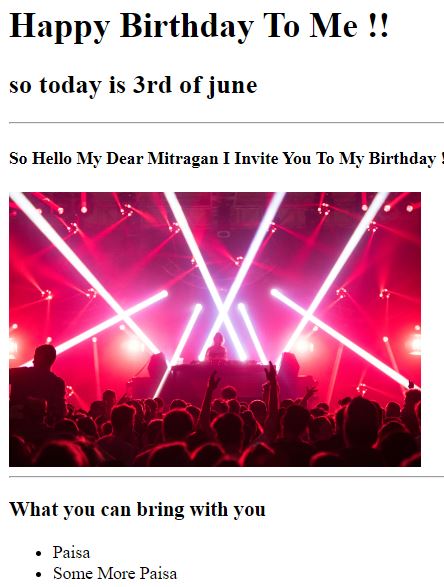 Happy Birthday To Me !!
so today is 3rd of june
So Hello My Dear Mitragan I Invite You To My Birthday !
What you can bring with you
Paisa
Some More Paisa